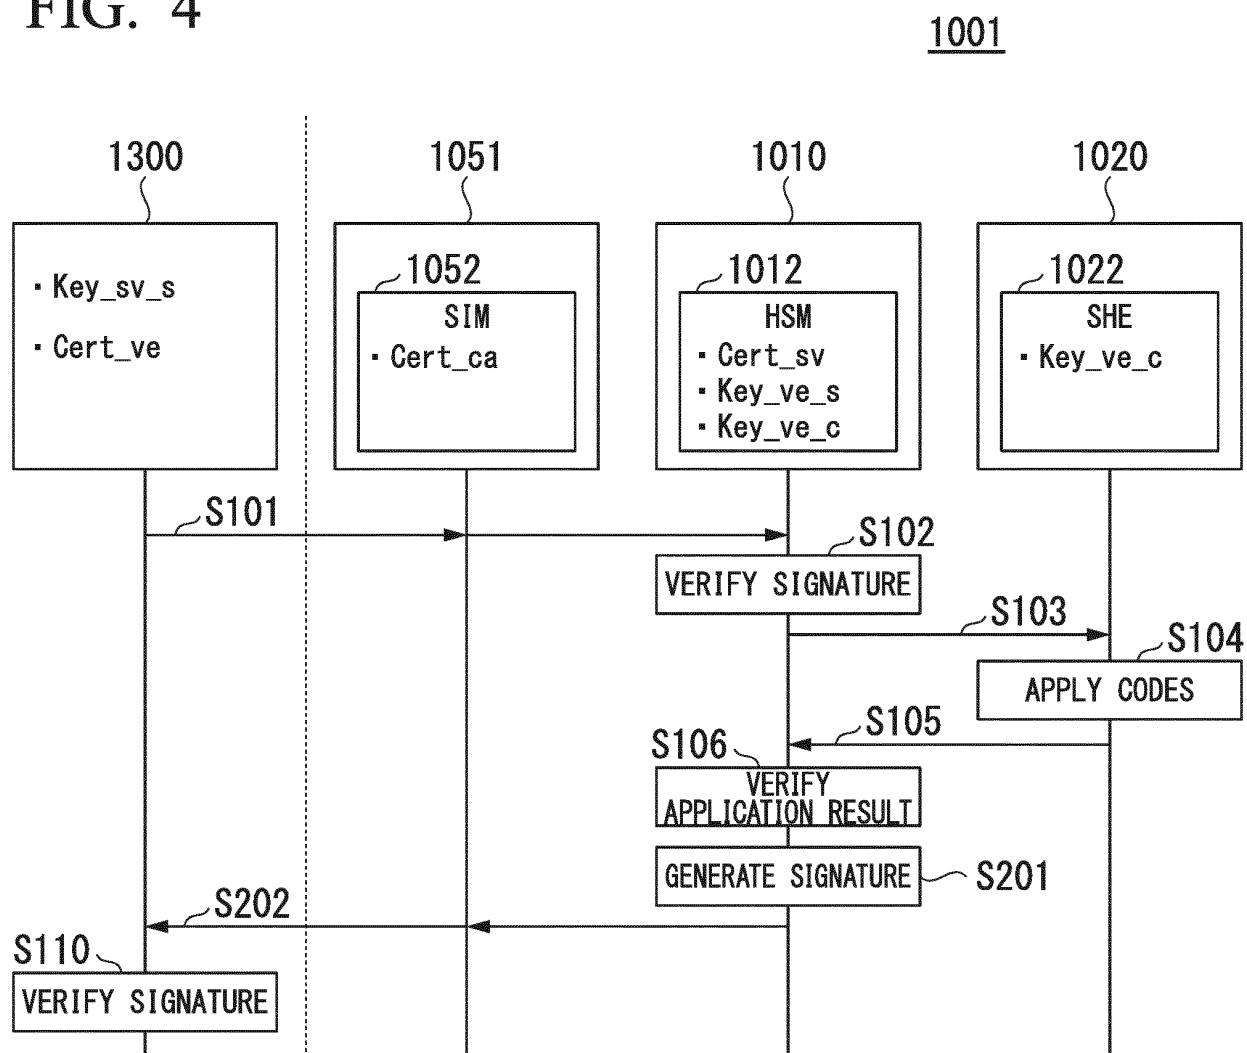 FIG. 4
1001
1300
1051
1010
1020
· Key_sv_s
· Cert_ve
1052
SIM
· Cert_ca
1012
HSM
· Cert_sv
· Key_ve_s
· Key_ve_c
1022
SHE
· Key_ve_c
S101
S102
VERIFY SIGNATURE
S103
S104
APPLY CODES
S105
S106
VERIFY
APPLICATION RESULT
GENERATE SIGNATURE
S201
S202
S110
VERIFY SIGNATURE